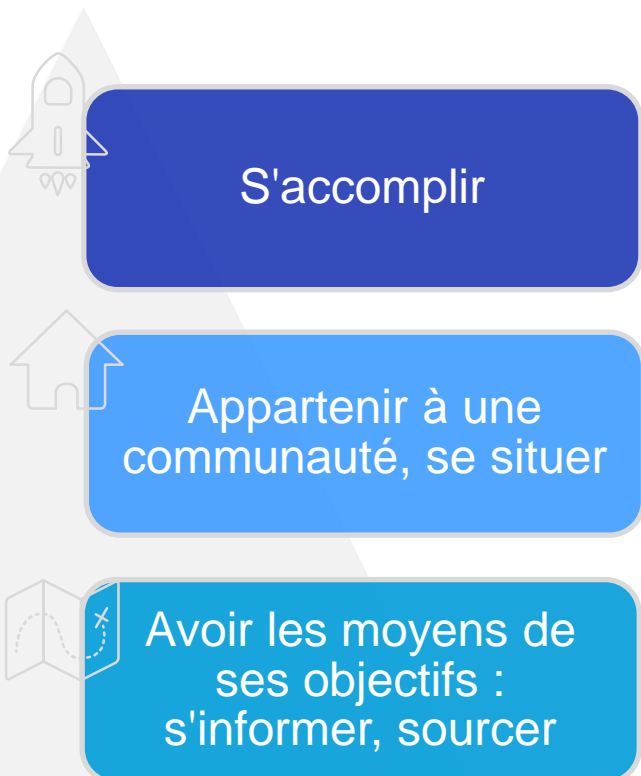 S'accomplir
Appartenir à une
communauté, se situer
Avoir les moyens de
ses objectifs :
s'informer, sourcer